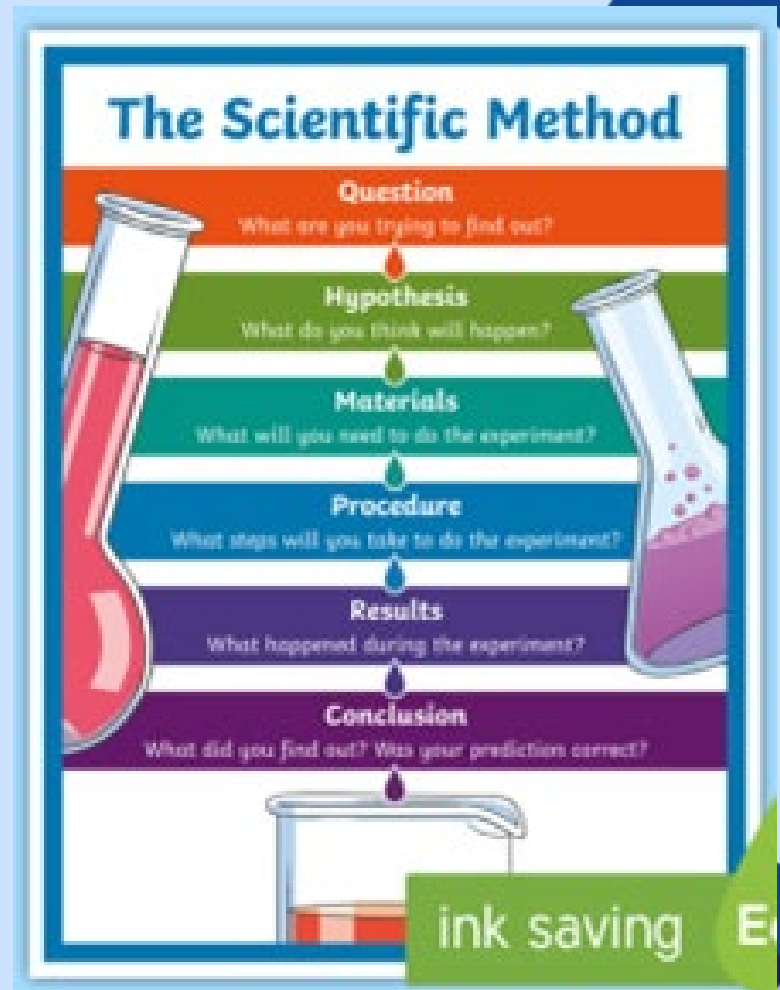 The Scientific Method
Question
What are you trying to find out?
Hypothesis
What do you think will happen?
Materials
What will you need to do the experiment?
Procedure
What steps will you take to do the experiment?
Results
What happened during the experiment?
Conclusion
What did you find out? Was your prediction correct?
ink saving